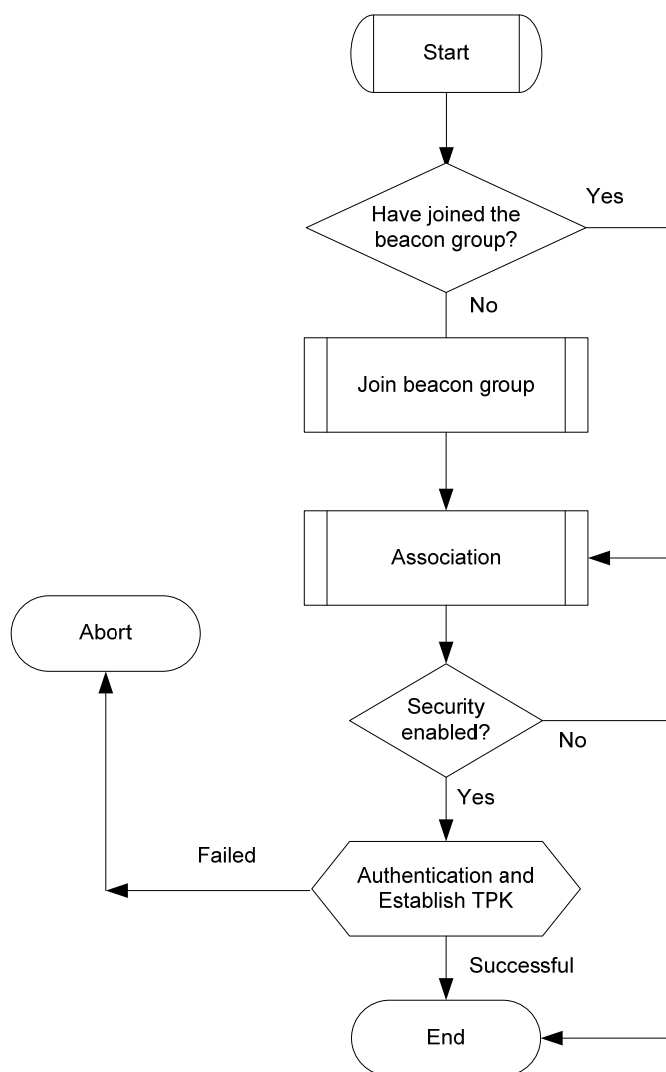 Start
Have joined the
beacon group?
Yes
No
Join beacon group
Association
Abort
Security
enabled?
No
Yes
Failed
Authentication and
Establish TPK
Successful
End